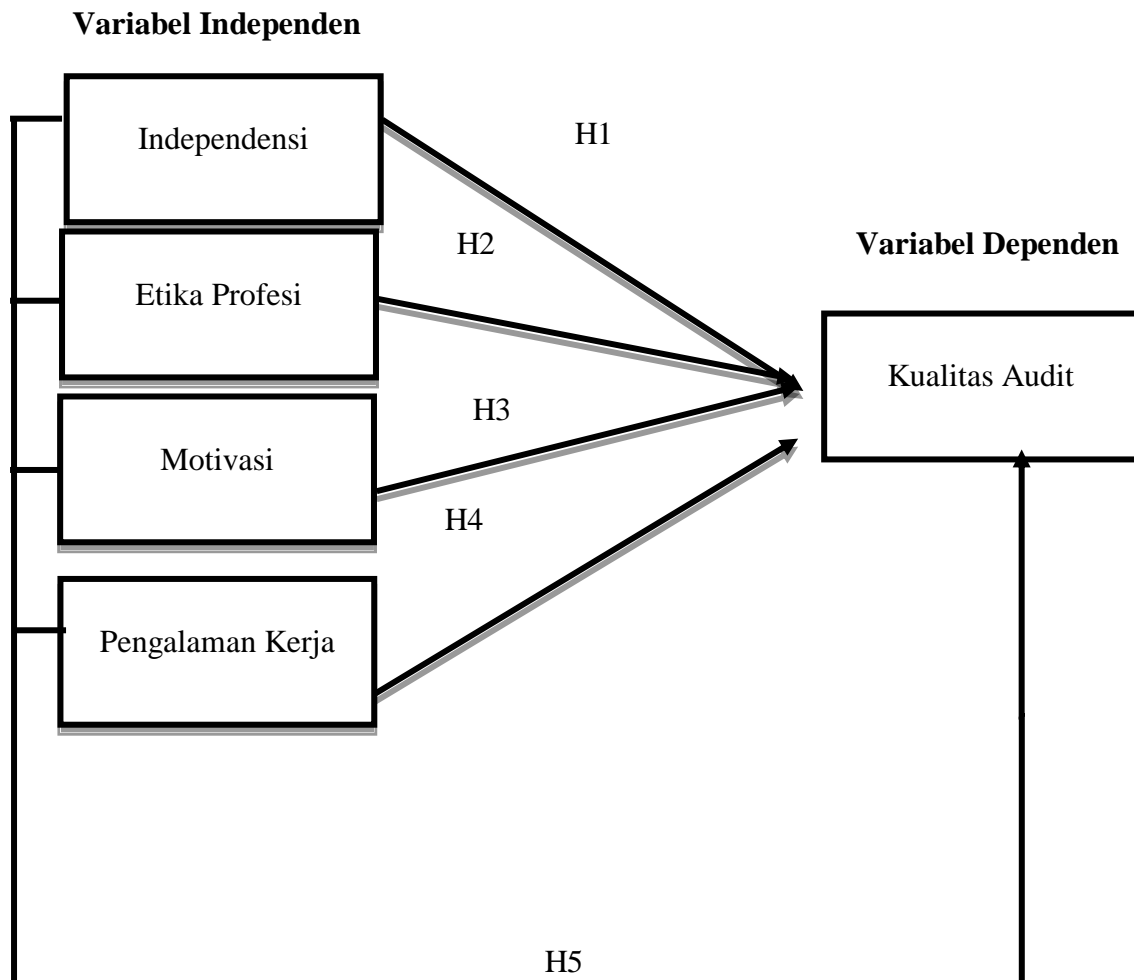 Variabel Independen
Independensi
H1
H2
Variabel Dependen
Etika Profesi
Kualitas Audit
H3
Motivasi
H4
Pengalaman Kerja
H5